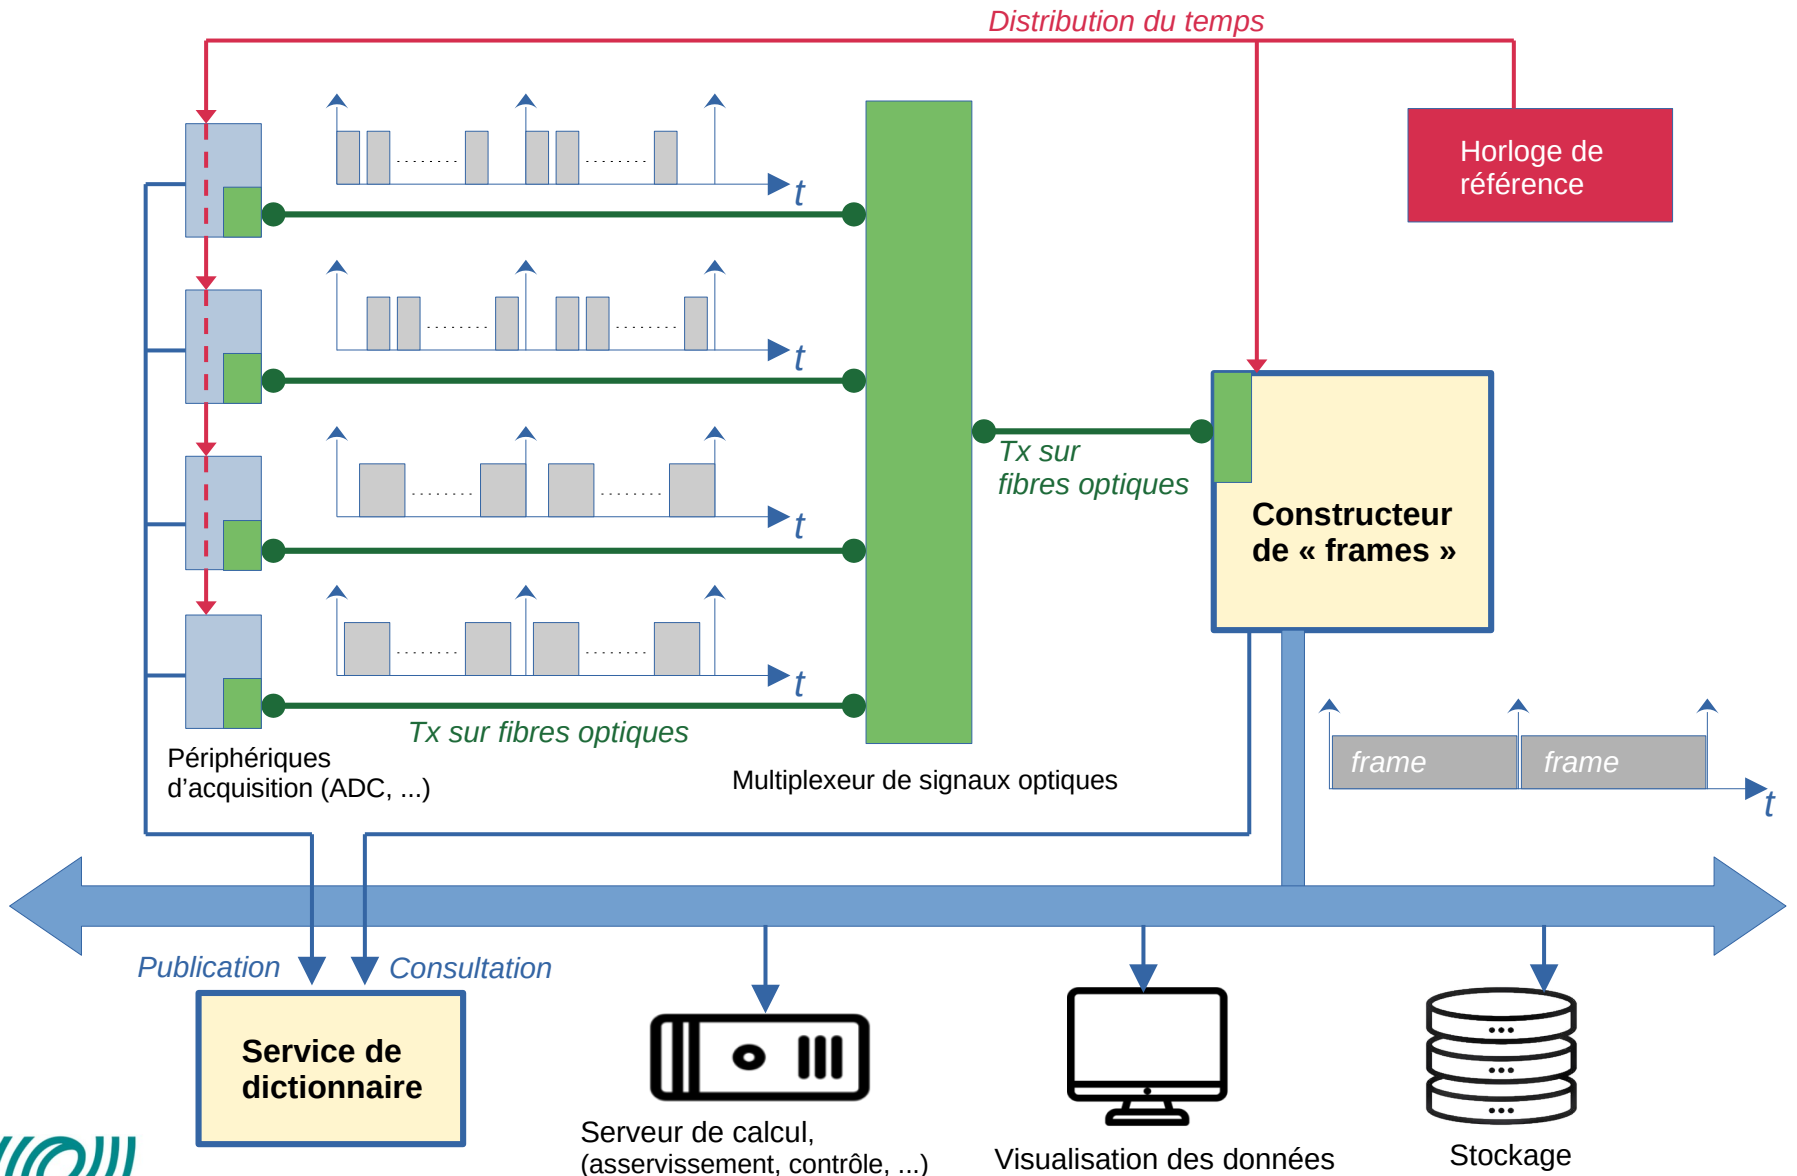 Distribution du temps
Horloge de
référence
t
t
t
t
Tx sur
fibres optiques
Constructeur
de « frames »
Tx sur fibres optiques
Périphériques
d’acquisition (ADC, ...)
Multiplexeur de signaux optiques
frame frame
t
Publication
Consultation
Service de
dictionnaire
Serveur de calcul,
(asservissement, contrôle, ...)
Visualisation des données
Stockage